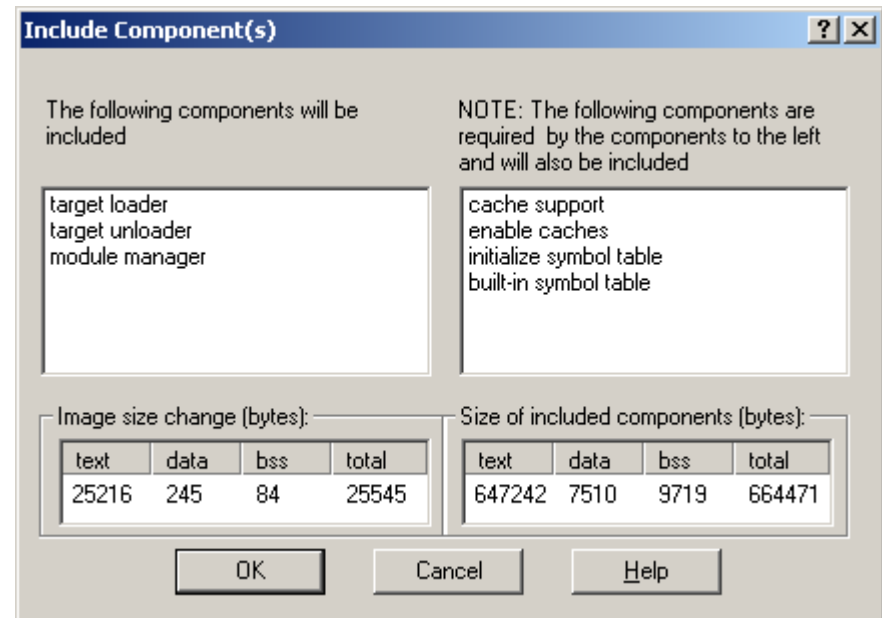 Include Component(s)
The following components will be
included
NOTE: The following components are
required by the components to the left
and will also be included
target loader
target unloader
module manager
cache support
enable caches
initialize symbol table
built-in symbol table
Image size change (bytes):
text data bss total
25216 245 84 25545
Size of included components (bytes):
text data bss total
647242 7510 9719 664471
OK Cancel Help